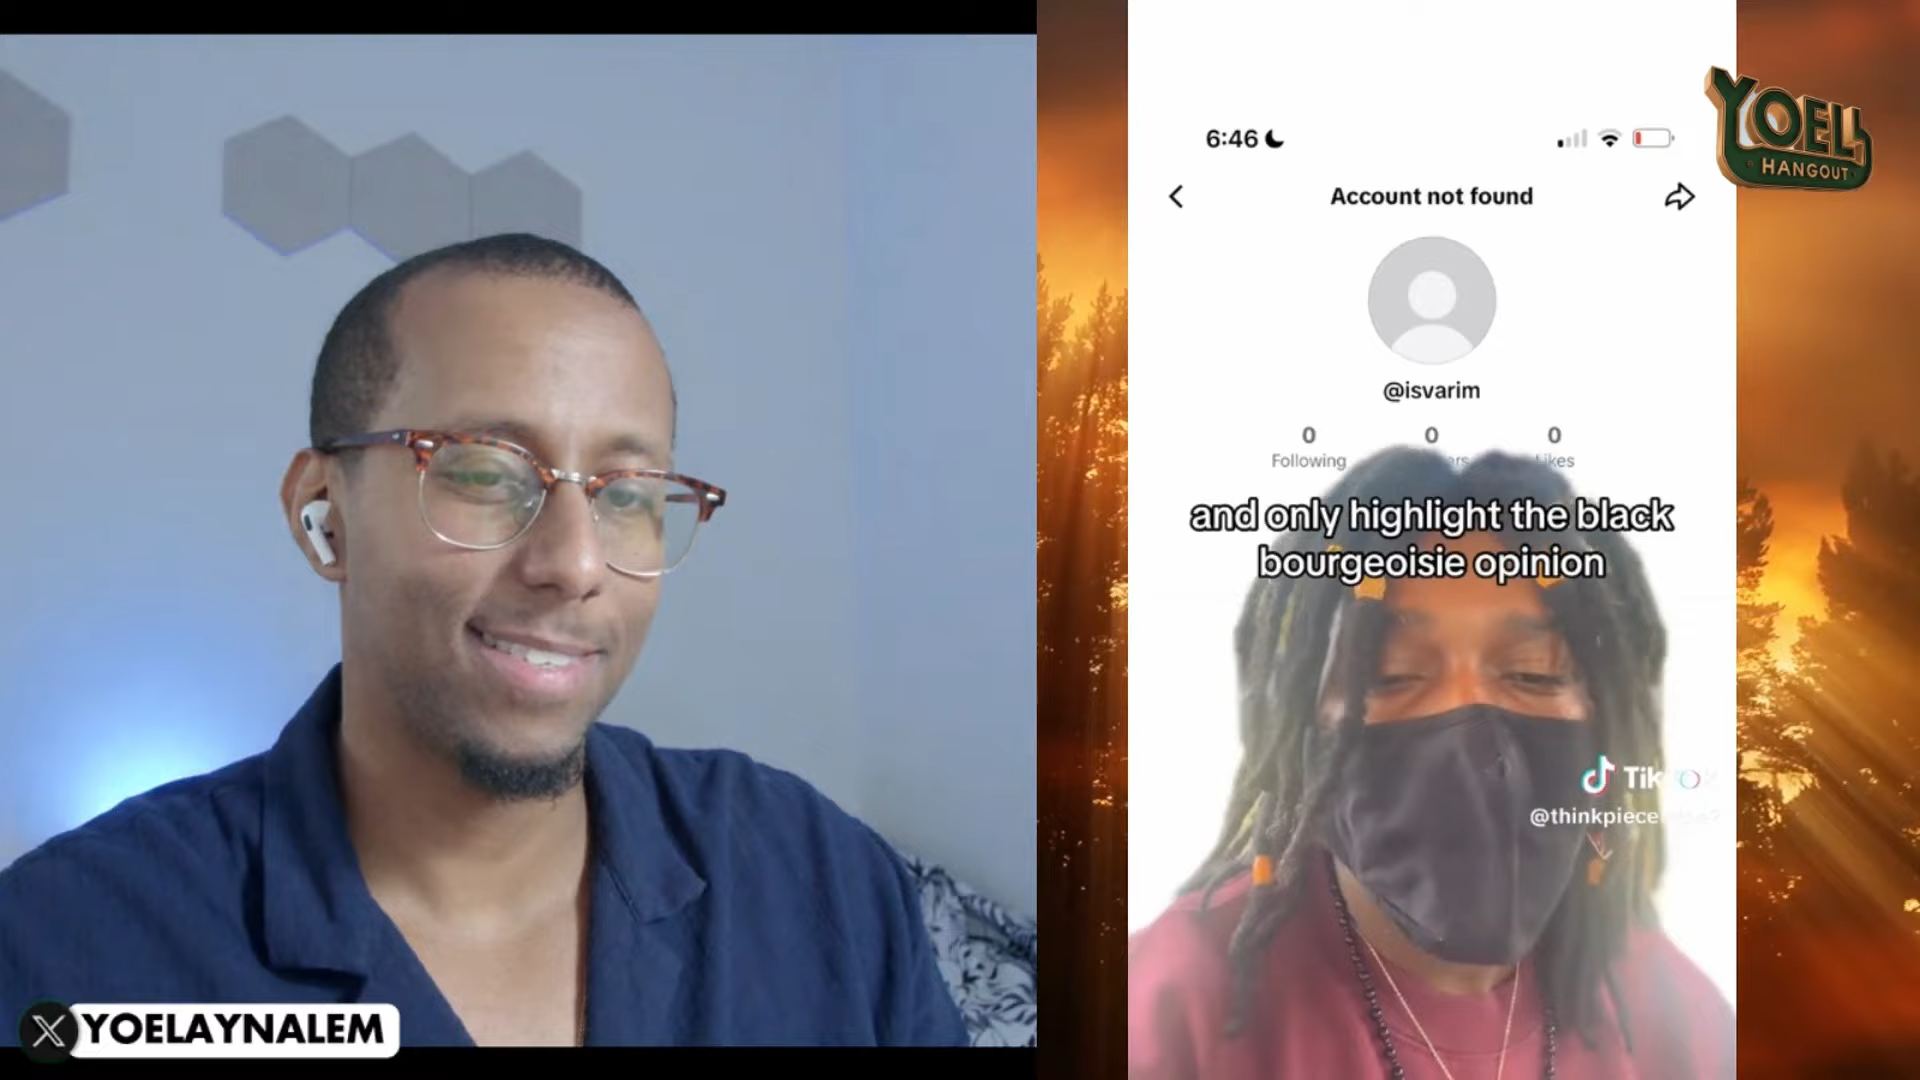 YOEL
HANGOUT
6:46
Account not found
@isvarim
0 0 0
Following
and only highlight the black
bourgeoisie opinion
YOELAYNALEM